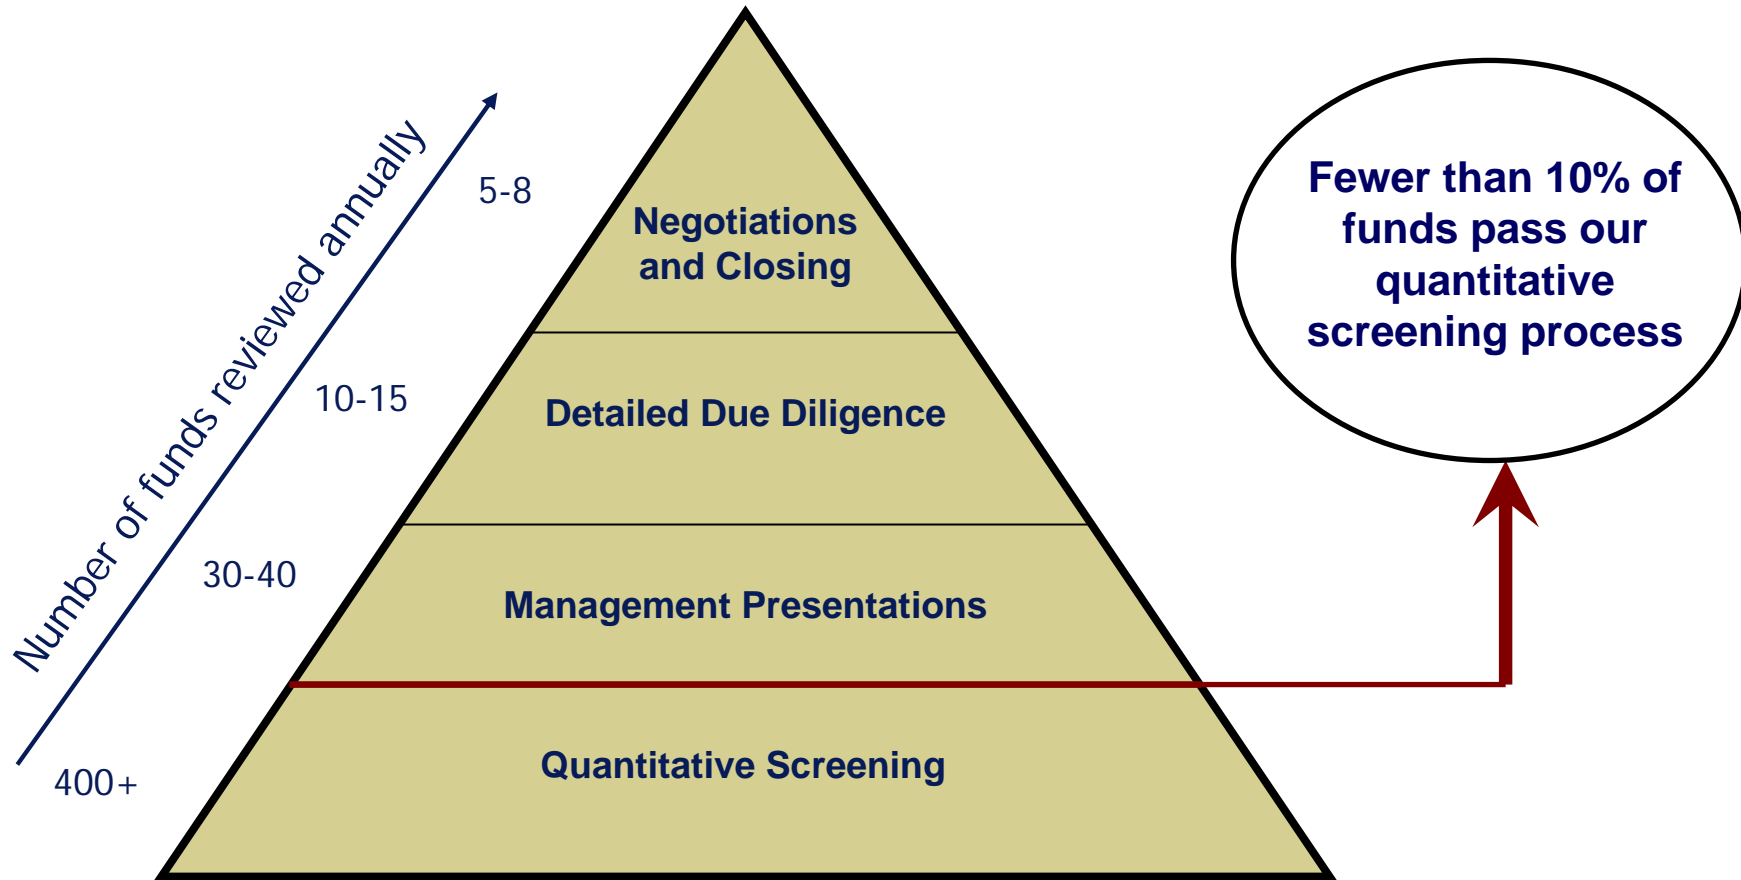 Number of funds reviewed annually
5-8
Negotiations
and Closing
10-15
Detailed Due Diligence
30-40
Management Presentations
400+
Quantitative Screening
Fewer than 10% of
funds pass our
quantitative
screening process